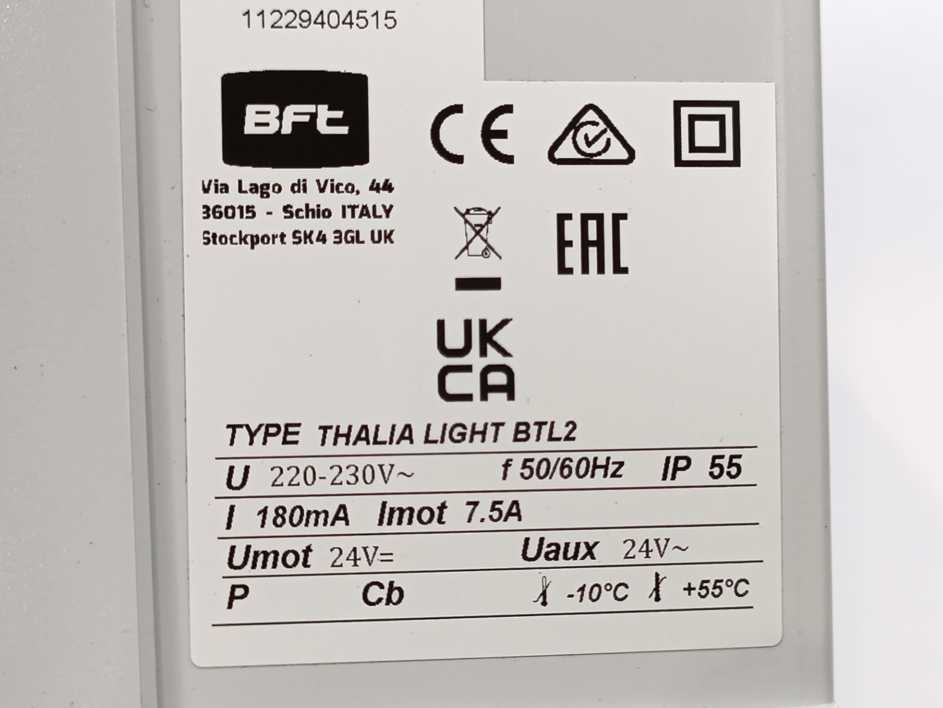 11229404515
BFt
Via Lago di Vico, 44
36015 - Schio ITALY
Stockport SK4 3GL UK
CE
EAC
UK
CA
TYPE THALIA LIGHT BTL2
U 220-230V~ f 50/60Hz IP 55
I 180mA Imot 7.5A
Umot 24V= Uaux 24V~
P Cb -10°C +55°C